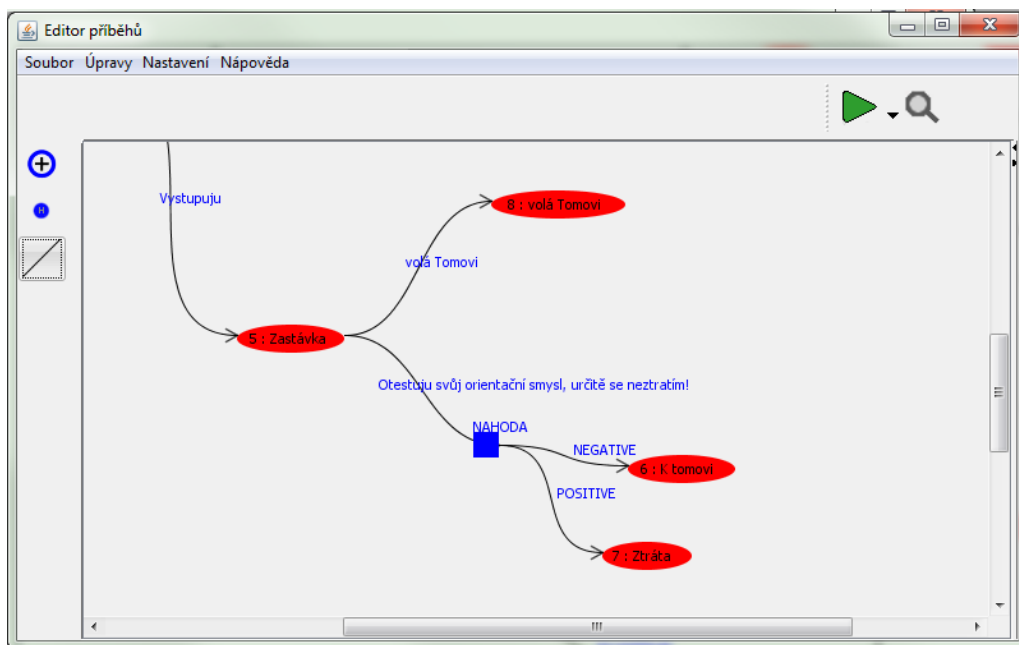 Editor příběhů
Soubor Úpravy Nastavení Nápověda
H
Vystupuju
8 : volá Tomovi
volá Tomovi
5 : Zastávka
Otestuju svůj orientační smysl, určitě se neztratím!
NAHODA
NEGATIVE
6 : K tomovi
POSITIVE
7 : Ztráta